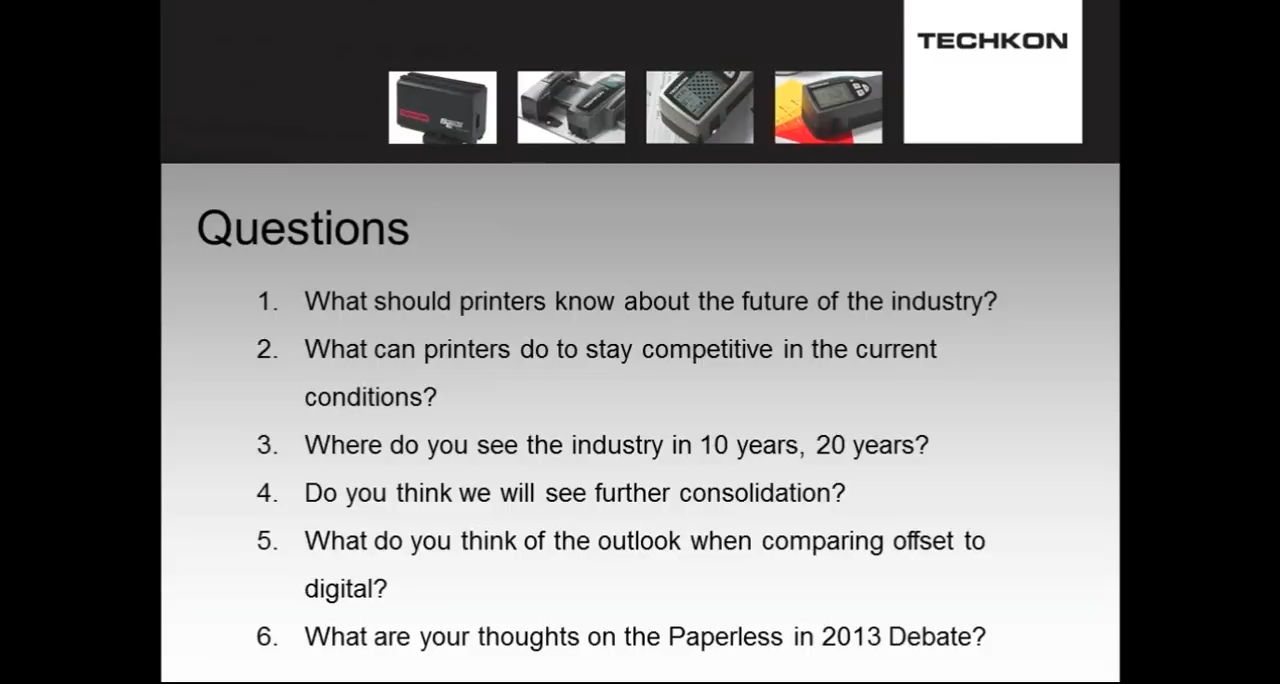 TECHKON
Questions
1. What should printers know about the future of the industry?
2. What can printers do to stay competitive in the current
conditions?
3. Where do you see the industry in 10 years, 20 years?
4. Do you think we will see further consolidation?
5. What do you think of the outlook when comparing offset to
digital?
6. What are your thoughts on the Paperless in 2013 Debate?